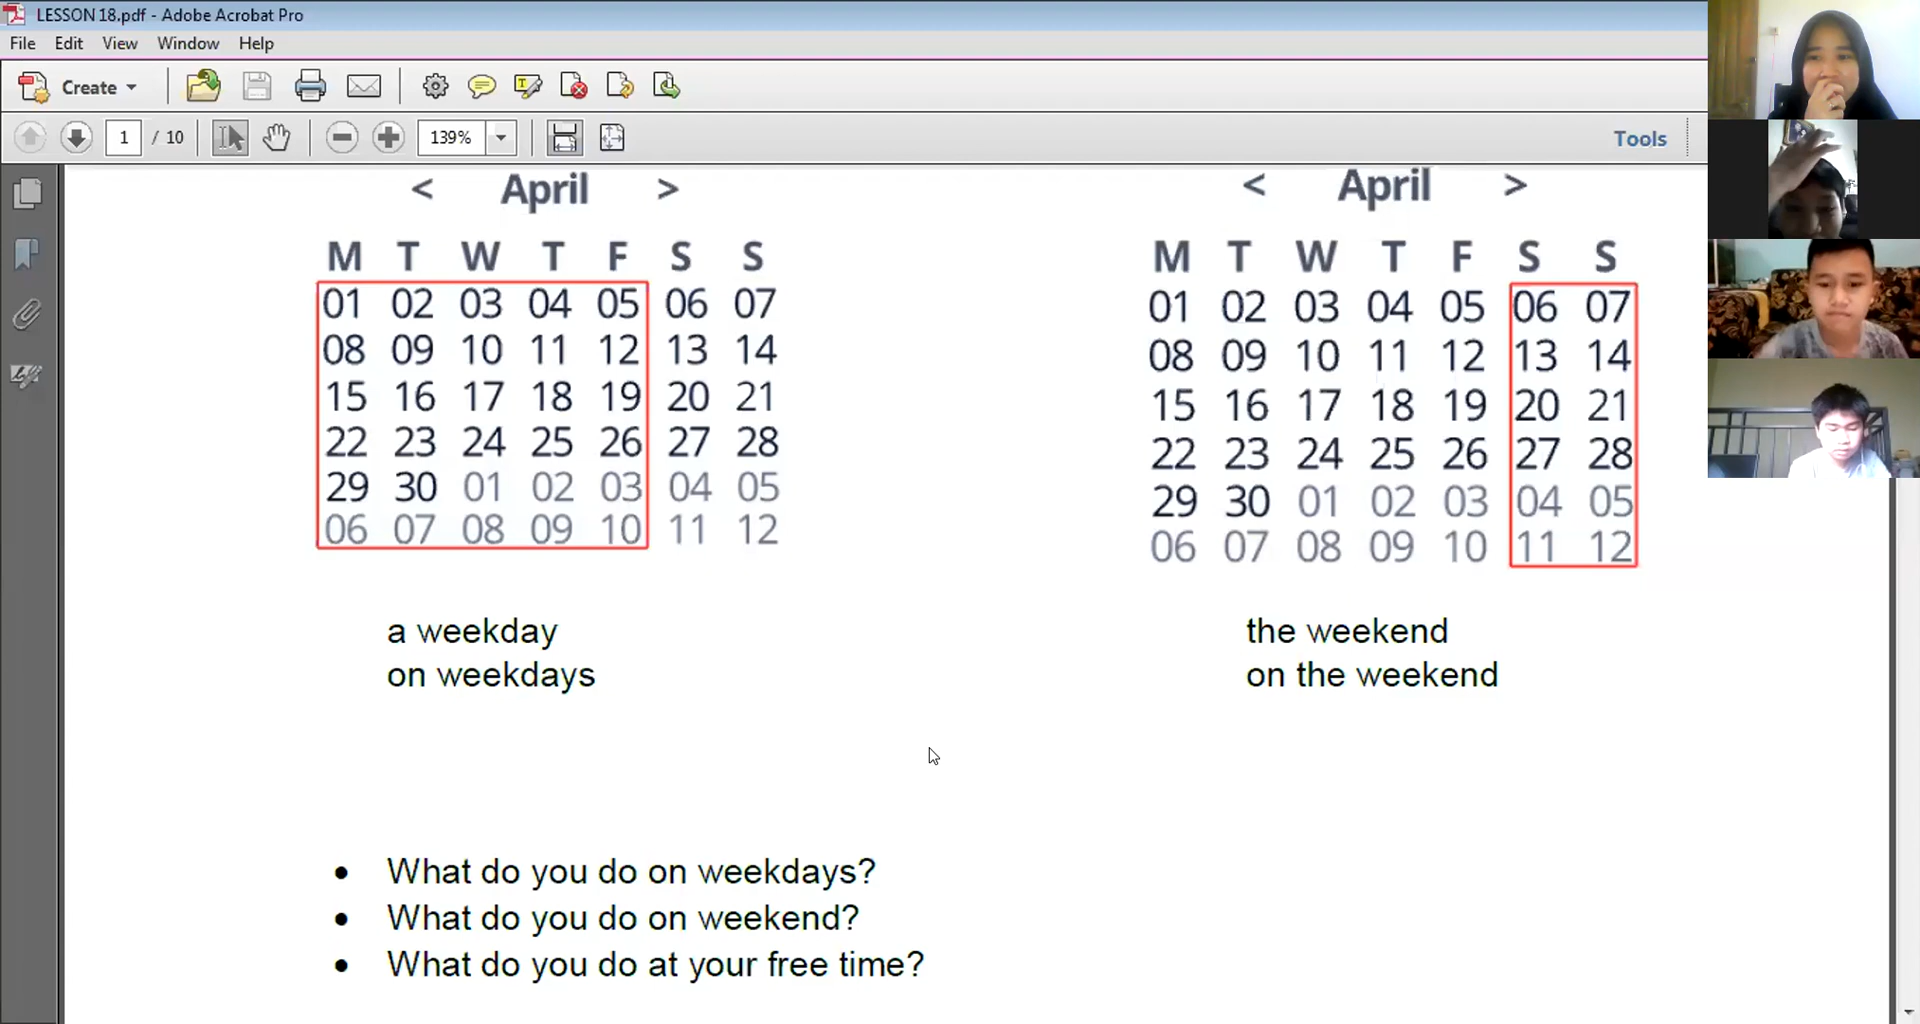 LESSON 18.pdf - Adobe Acrobat Pro
File Edit View Window Help
Create
1 / 10 139% Tools
< April >
M T W T F S S
01 02 03 04 05 06 07
08 09 10 11 12 13 14
15 16 17 18 19 20 21
22 23 24 25 26 27 28
29 30 01 02 03 04 05
06 07 08 09 10 11 12
a weekday
on weekdays
< April >
M T W T F S S
01 02 03 04 05 06 07
08 09 10 11 12 13 14
15 16 17 18 19 20 21
22 23 24 25 26 27 28
29 30 01 02 03 04 05
06 07 08 09 10 11 12
the weekend
on the weekend
• What do you do on weekdays?
• What do you do on weekend?
• What do you do at your free time?